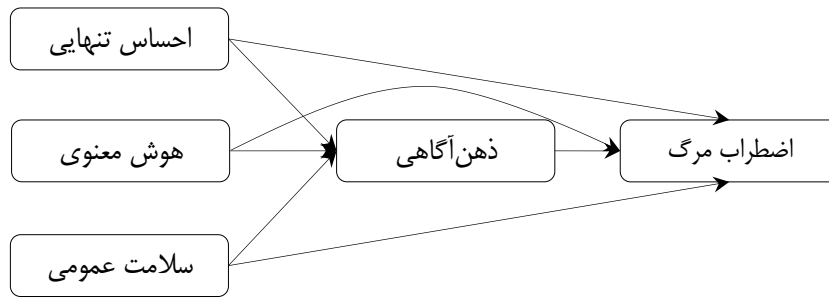 احساس تنهایی
هوش معنوی
ذهن‌آگاهی
اضطراب مرگ
سلامت عمومی